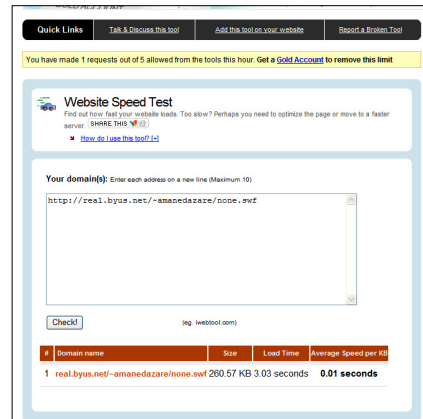 Quick Links Talk & Discuss this tool Add this tool on your website Report a Broken Tool
You have made 1 requests out of 5 allowed from the tools this hour. Get a Gold Account to remove this limit
Website Speed Test
Find out how fast your website loads. Too slow? Perhaps you need to optimize the page or move to a faster
server. SHARE THIS
How do I use this tool? [+]
Your domain(s): Enter each address on a new line (Maximum 10)
http://real.byus.net/~amanedazare/none.swf
Check! (eg. iwebtool.com)
# Domain name Size Load Time Average Speed per KB
1 real.byus.net/~amanedazare/none.swf 260.57 KB 3.03 seconds 0.01 seconds